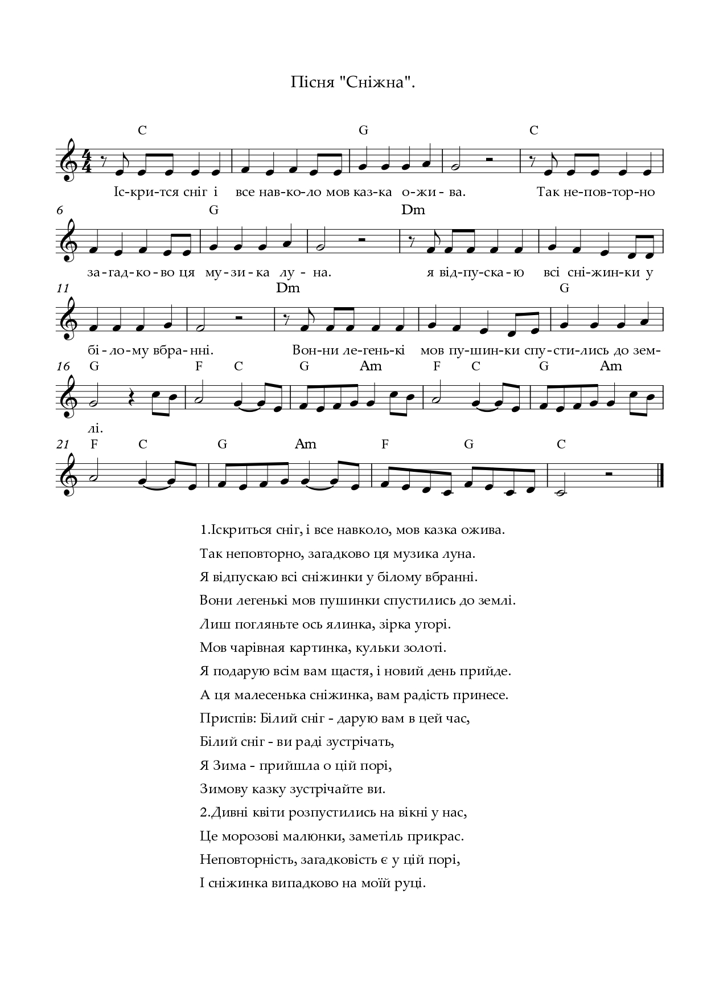 Пісня "Сніжна".
C G C
Іс-кри-тся сніг і все нав-ко-ло мов каз-ка о-жи-ва. Так не-пов-тор-но
6 G Dm
за-гад-ко-во ця му-зи-ка лу-на. я від-пу-ска-ю всі сні-жин-ки у
11 Dm G
бі-ло-му вбра-нні. Вон-ни ле-гень-кі мов пу-шин-ки спу-сти-лись до зем-
16 G F C G Am F C G Am
лі.
21 F C G Am F G C
1.Іскриться сніг, і все навколо, мов казка ожива.
Так неповторно, загадково ця музика луна.
Я відпускаю всі сніжинки у білому вбранні.
Вони легенькі мов пушинки спустились до землі.
Лиш погляньте ось ялинка, зірка угорі.
Мов чарівная картинка, кульки золоті.
Я подарую всім вам щастя, і новий день прийде.
А ця малесенька сніжинка, вам радість принесе.
Приспів: Білий сніг - дарую вам в цей час,
Білий сніг - ви раді зустрічать,
Я Зима - прийшла о цій порі,
Зимову казку зустрічайте ви.
2.Дивні квіти розпустились на вікні у нас,
Це морозові малюнки, заметіль прикрас.
Неповторність, загадковість є у цій порі,
І сніжинка випадково на моїй руці.